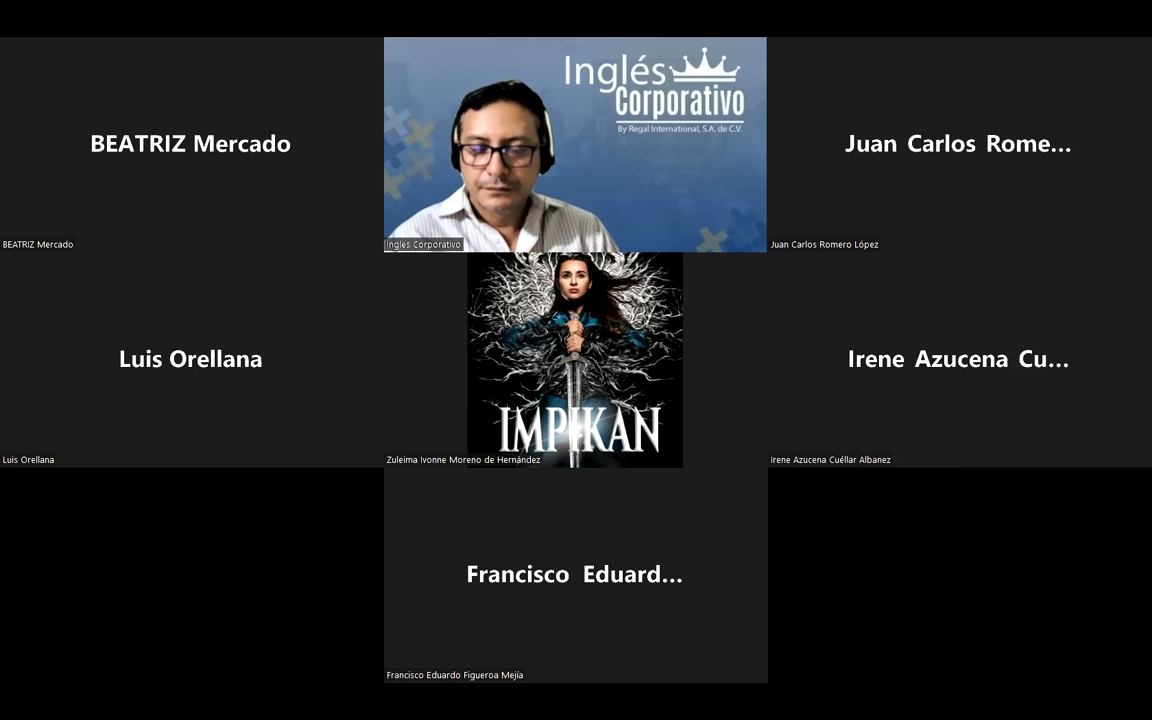 BEATRIZ Mercado
BEATRIZ Mercado
Inglés
Corporativo
By Regal International, S.A. de C.V.
Ingles Corporativo
Juan Carlos Rome...
Juan Carlos Romero López
Luis Orellana
Luis Orellana
IMPIKAN
Zuleima Ivonne Moreno de Hernández
Irene Azucena Cu...
Irene Azucena Cuéllar Albanez
Francisco Eduard...
Francisco Eduardo Figueroa Mejía